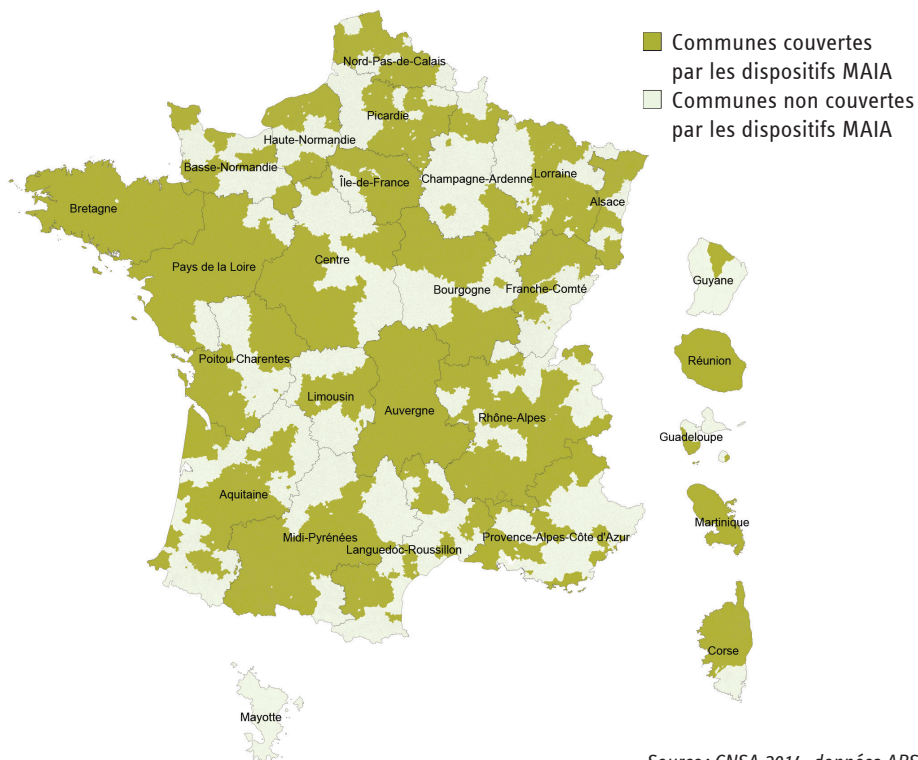 Communes couvertes
par les dispositifs MAIA
Communes non couvertes
par les dispositifs MAIA
Nord-Pas-de-Calais
Picardie
Haute-Normandie
Basse-Normandie
Île-de-France
Champagne-Ardenne
Lorraine
Alsace
Bretagne
Pays de la Loire
Centre
Bourgogne
Franche-Comté
Guyane
Poitou-Charentes
Réunion
Limousin
Auvergne
Rhône-Alpes
Guadeloupe
Aquitaine
Martinique
Midi-Pyrénées
Languedoc-Roussillon
Provence-Alpes-Côte d'Azur
Corse
Mayotte